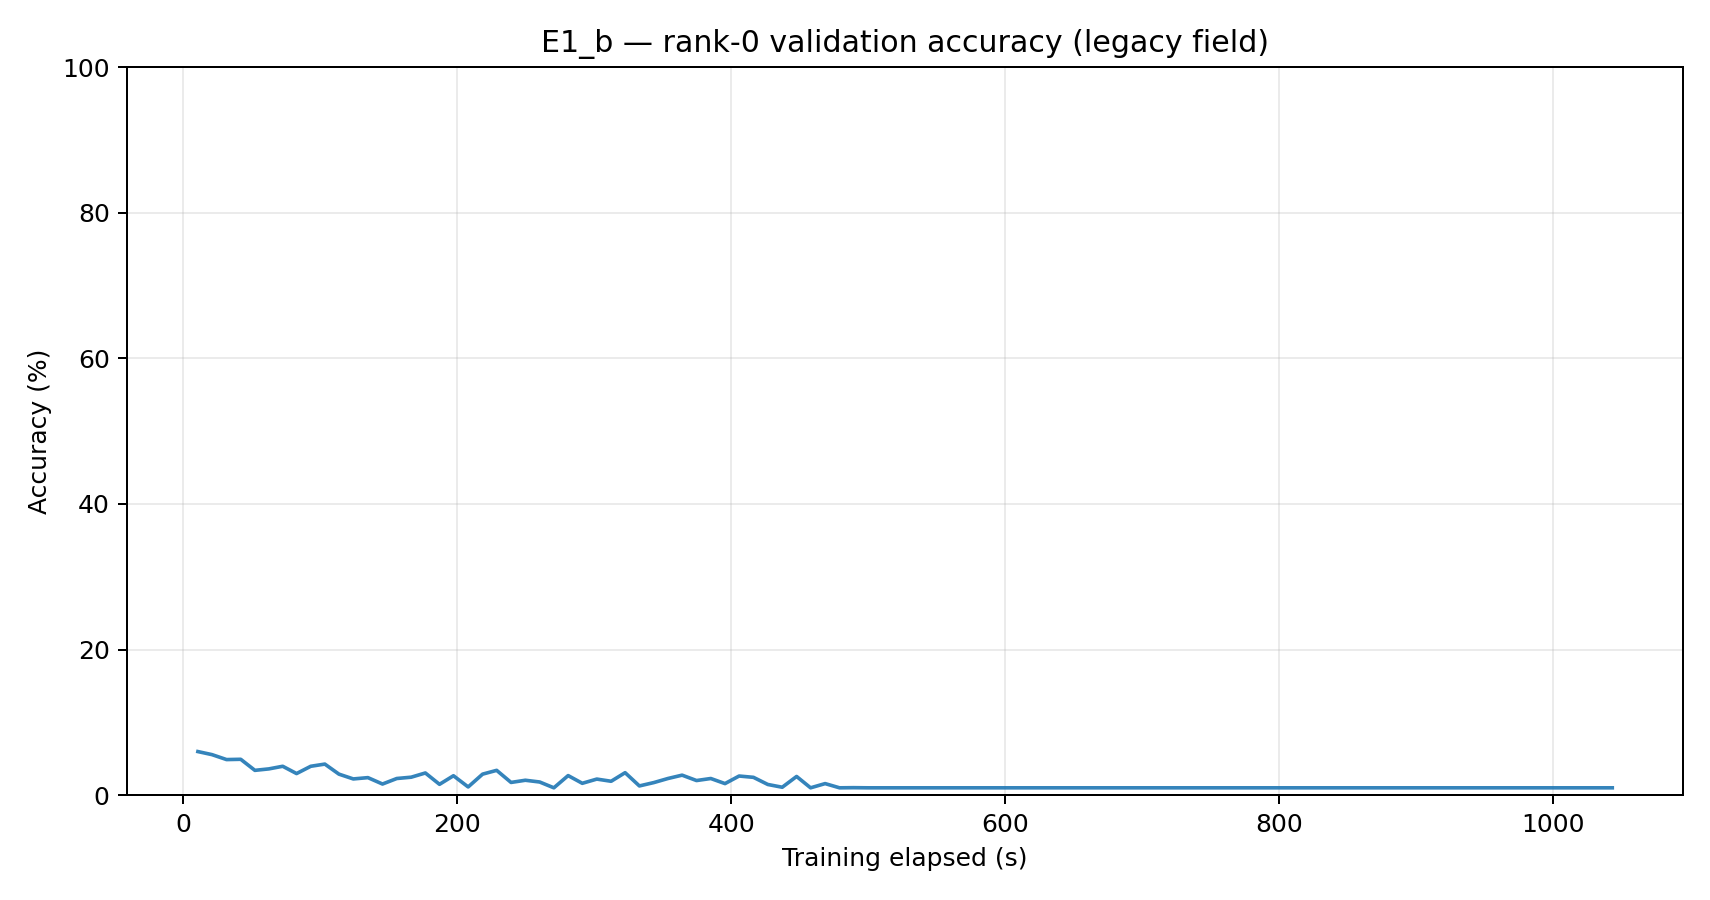 E1_b — rank-0 validation accuracy (legacy field)
100
80
60
40
20
0
Accuracy (%)
0 200 400 600 800 1000
Training elapsed (s)